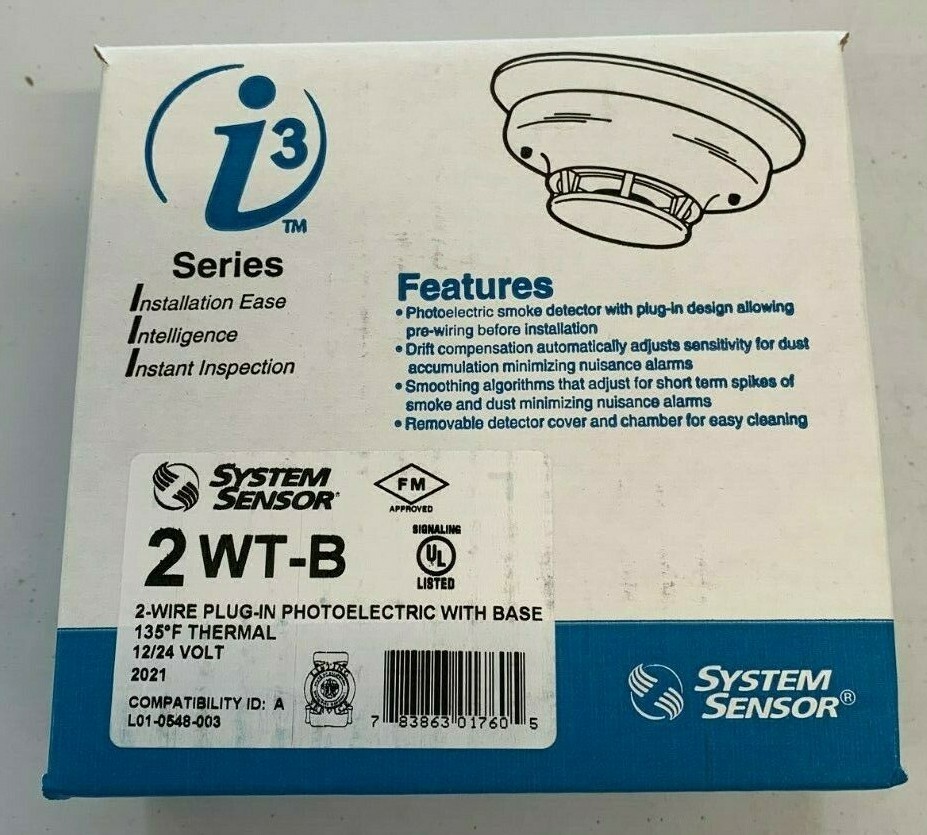 i3
TM
Series
Installation Ease
Intelligence
Instant Inspection
Features
• Photoelectric smoke detector with plug-in design allowing
pre-wiring before installation
• Drift compensation automatically adjusts sensitivity for dust
accumulation minimizing nuisance alarms
• Smoothing algorithms that adjust for short term spikes of
smoke and dust minimizing nuisance alarms
• Removable detector cover and chamber for easy cleaning
SYSTEM
SENSOR®
FM
APPROVED
2WT-B
SIGNALING
UL
LISTED
2-WIRE PLUG-IN PHOTOELECTRIC WITH BASE
135°F THERMAL
12/24 VOLT
2021
COMPATIBILITY ID: A
L01-0548-003
7 83863 01760 5
SYSTEM
SENSOR®